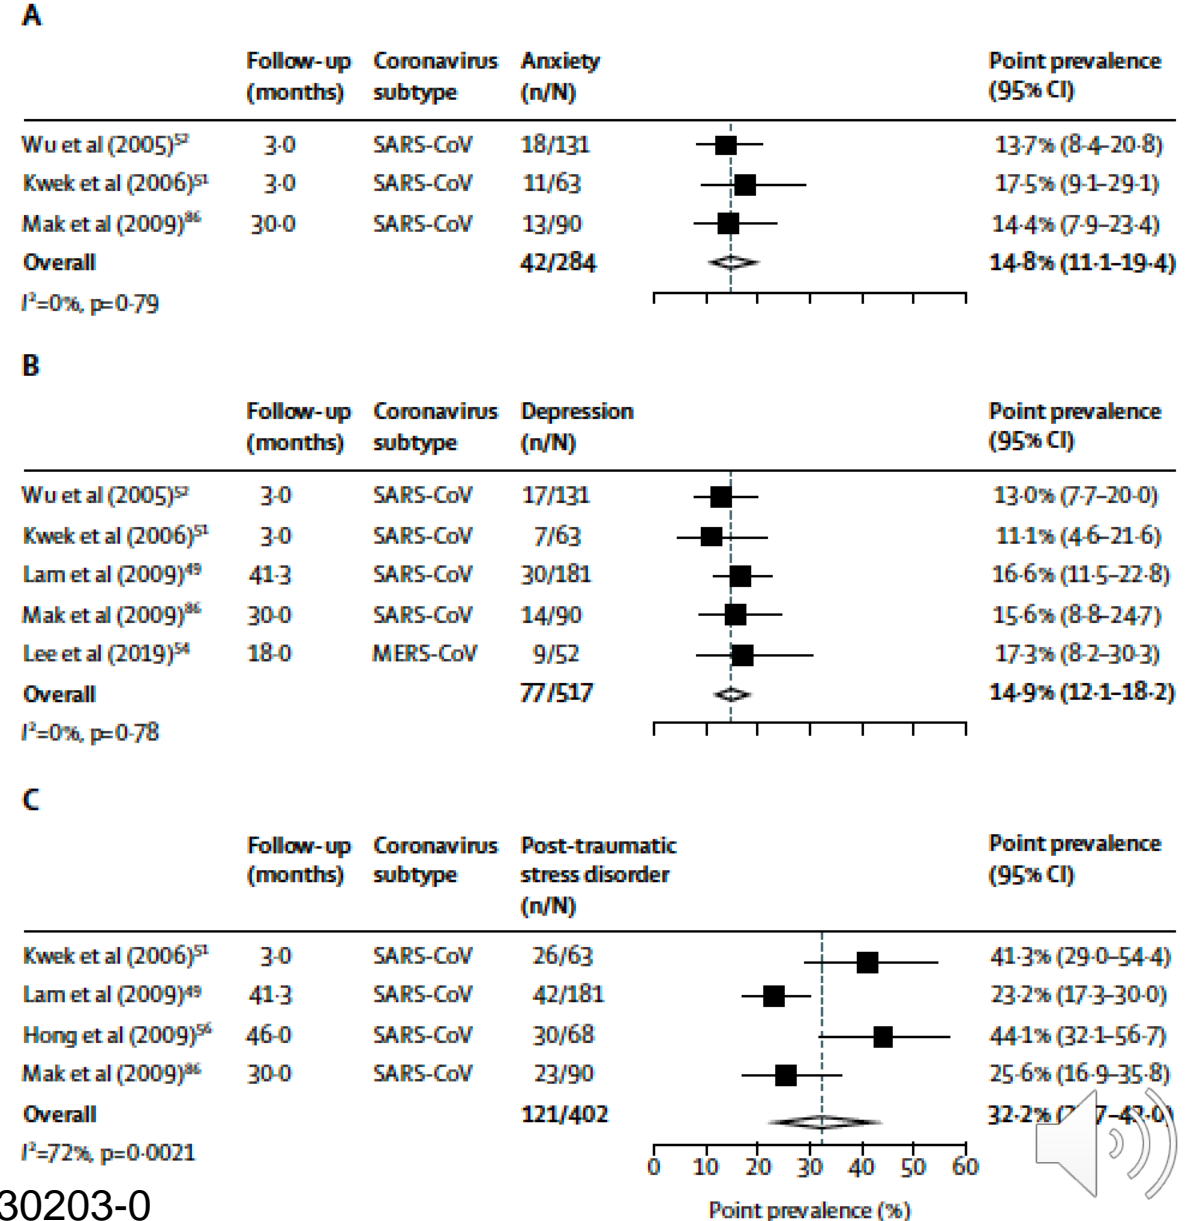 A
Follow-up Coronavirus Anxiety Point prevalence
(months) subtype (n/N) (95% CI)
Wu et al (2005)⁵² 3·0 SARS-CoV 18/131 13·7% (8·4–20·8)
Kwek et al (2006)⁵¹ 3·0 SARS-CoV 11/63 17·5% (9·1–29·1)
Mak et al (2009)⁸⁶ 30·0 SARS-CoV 13/90 14·4% (7·9–23·4)
Overall 42/284 14·8% (11·1–19·4)
I²=0%, p=0·79
B
Follow-up Coronavirus Depression Point prevalence
(months) subtype (n/N) (95% CI)
Wu et al (2005)⁵² 3·0 SARS-CoV 17/131 13·0% (7·7–20·0)
Kwek et al (2006)⁵¹ 3·0 SARS-CoV 7/63 11·1% (4·6–21·6)
Lam et al (2009)⁴⁹ 41·3 SARS-CoV 30/181 16·6% (11·5–22·8)
Mak et al (2009)⁸⁶ 30·0 SARS-CoV 14/90 15·6% (8·8–24·7)
Lee et al (2019)⁵⁴ 18·0 MERS-CoV 9/52 17·3% (8·2–30·3)
Overall 77/517 14·9% (12·1–18·2)
I²=0%, p=0·78
C
Follow-up Coronavirus Post-traumatic Point prevalence
(months) subtype stress disorder (95% CI)
(n/N)
Kwek et al (2006)⁵¹ 3·0 SARS-CoV 26/63 41·3% (29·0–54·4)
Lam et al (2009)⁴⁹ 41·3 SARS-CoV 42/181 23·2% (17·3–30·0)
Hong et al (2009)⁵⁶ 46·0 SARS-CoV 30/68 44·1% (32·1–56·7)
Mak et al (2009)⁸⁶ 30·0 SARS-CoV 23/90 25·6% (16·9–35·8)
Overall 121/402 32·2%
I²=72%, p=0·0021
0 10 20 30 40 50 60
Point prevalence (%)
30203-0